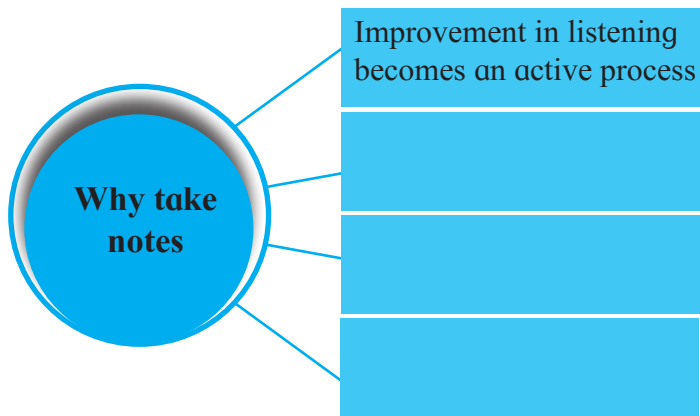 Improvement in listening
becomes an active process
Why take
notes